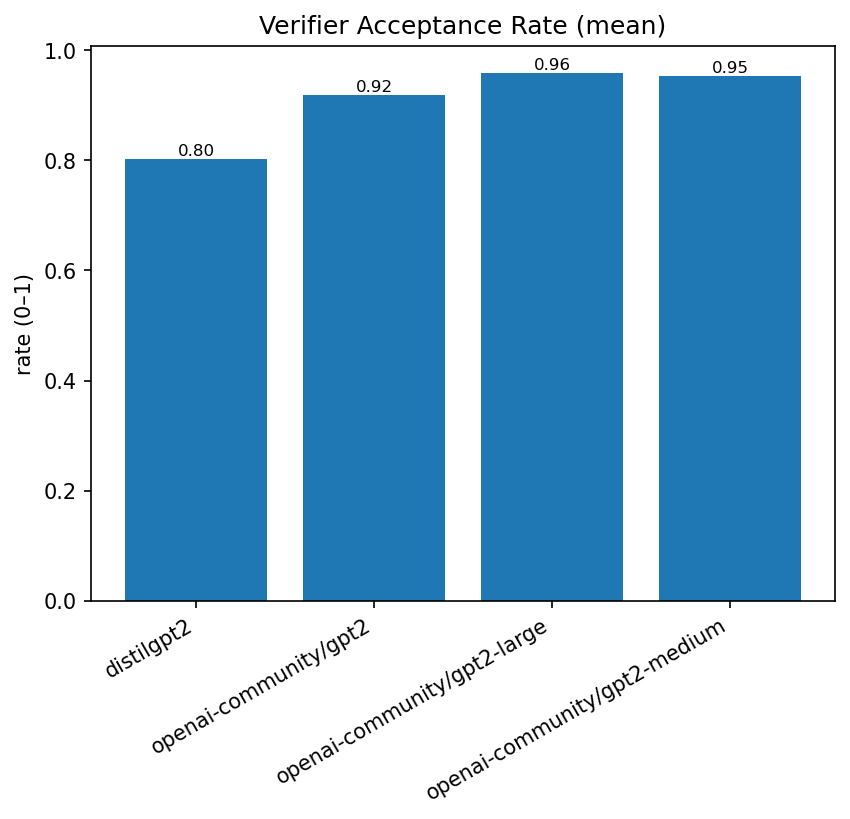 Verifier Acceptance Rate (mean)
rate (0–1)
1.0
0.8
0.6
0.4
0.2
0.0
0.80
0.92
0.96
0.95
distilgpt2
openai-community/gpt2
openai-community/gpt2-large
openai-community/gpt2-medium